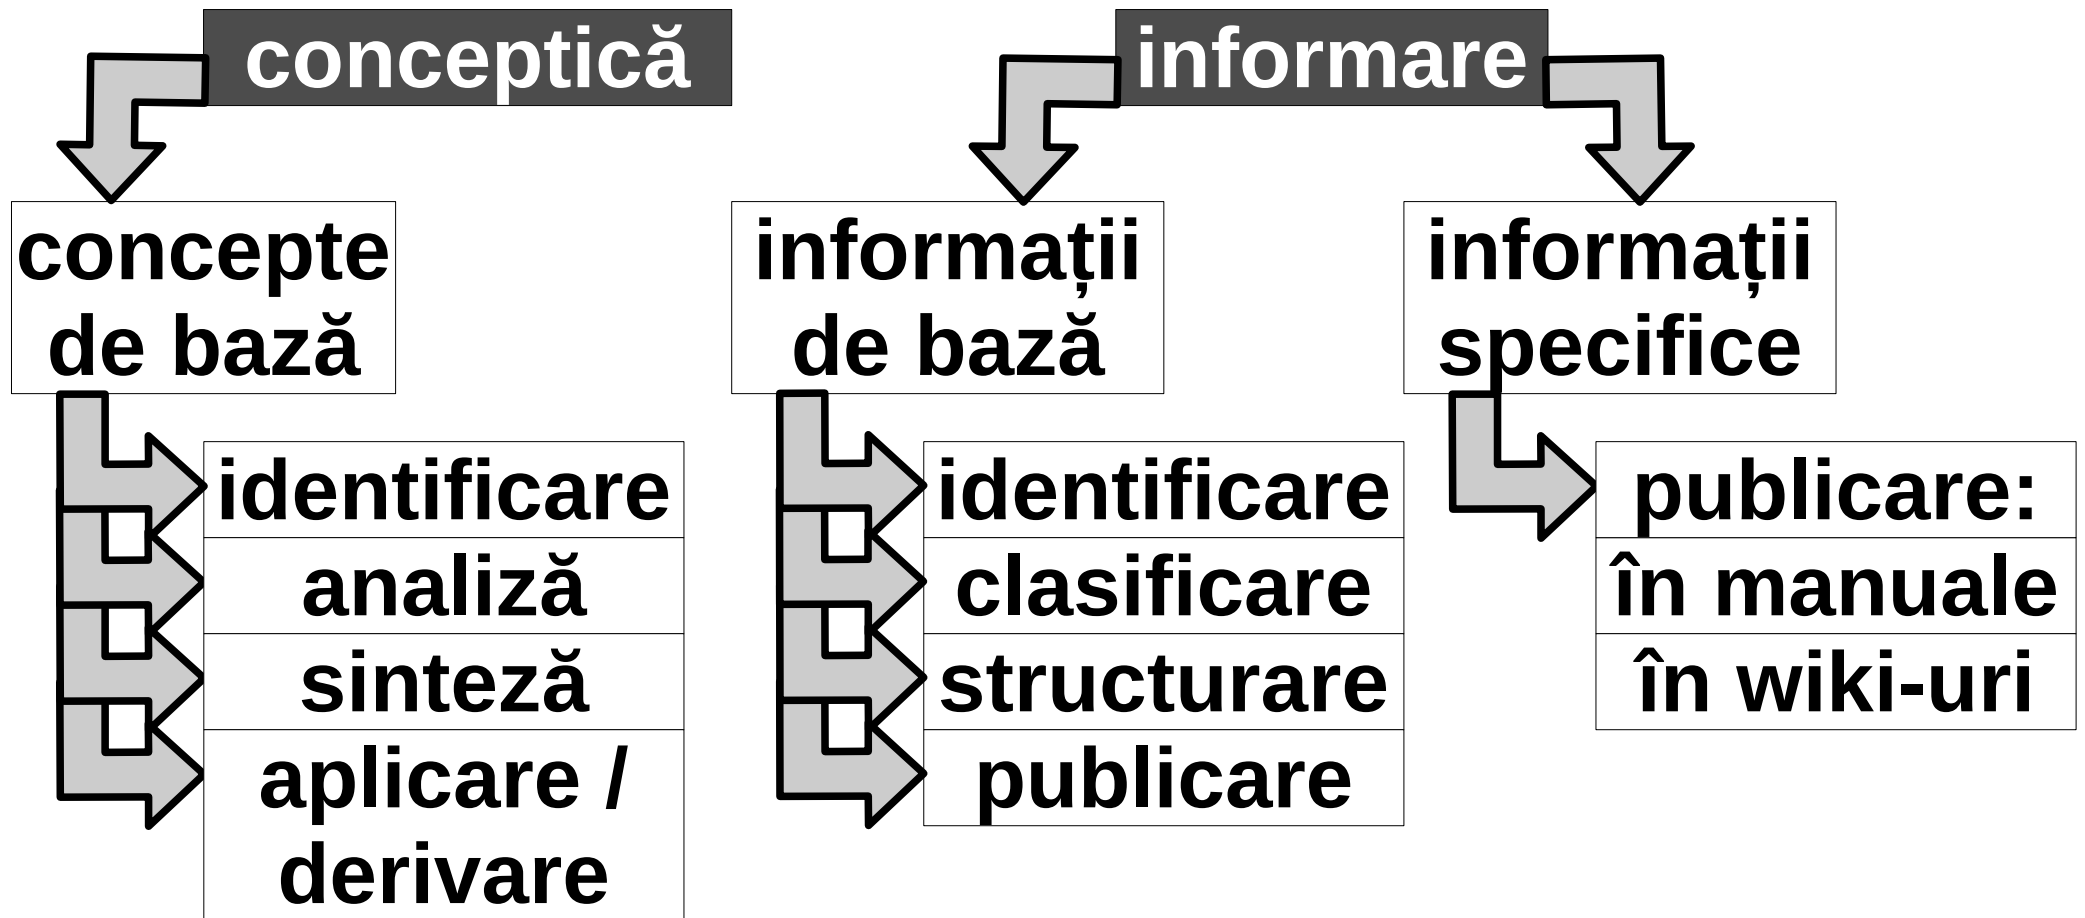 conceptică
informare
concepte
de bază
informații
de bază
informații
specifice
identificare
analiză
sinteză
aplicare /
derivare
identificare
clasificare
structurare
publicare
publicare:
în manuale
în wiki-uri